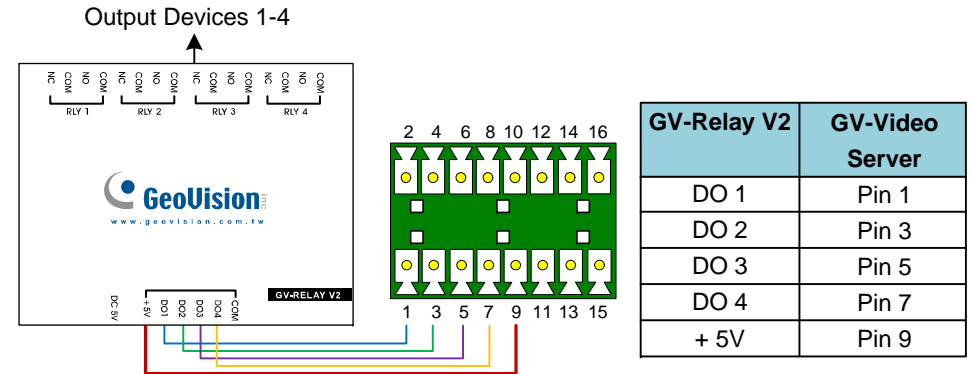 Output Devices 1-4
NC COM NO COM NC COM NO COM NC COM NO COM NC COM NO COM
RLY 1 RLY 2 RLY 3 RLY 4
GeoVision inc
www.geovision.com.tw
GV-RELAY V2
DC 5V +5V DO1 DO2 DO3 DO4 COM
2 4 6 8 10 12 14 16
1 3 5 7 9 11 13 15
GV-Relay V2 GV-Video Server
DO 1 Pin 1
DO 2 Pin 3
DO 3 Pin 5
DO 4 Pin 7
+ 5V Pin 9